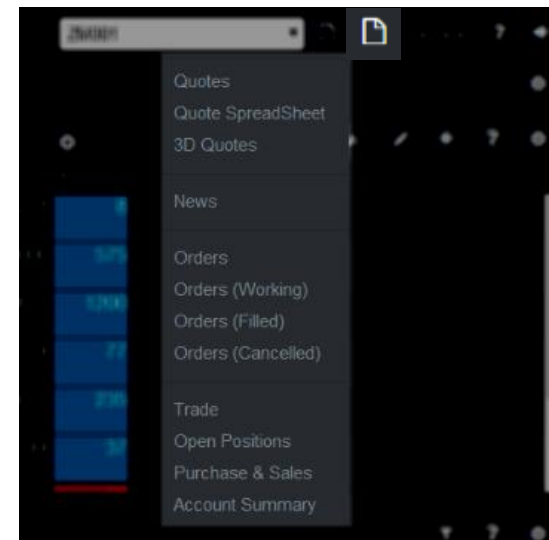 ?
Quotes
Quote SpreadSheet
3D Quotes
?
News
Orders
Orders (Working)
Orders (Filled)
Orders (Cancelled)
Trade
Open Positions
Purchase & Sales
Account Summary
?